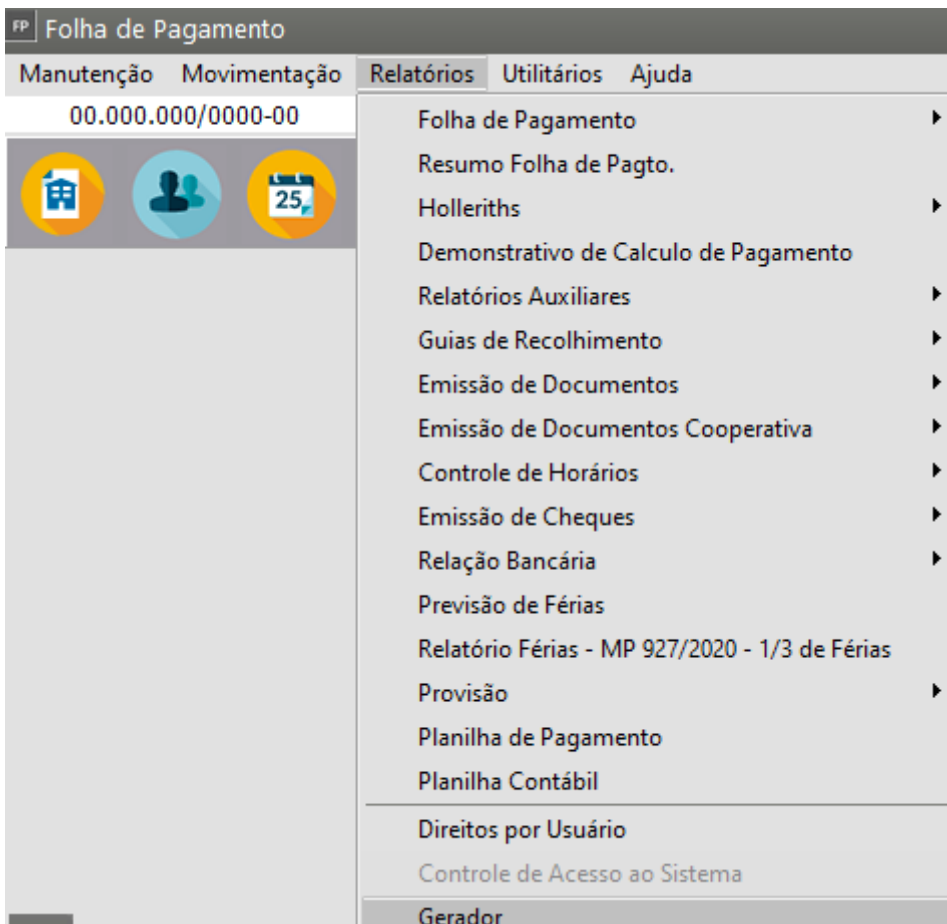 FP Folha de Pagamento
Manutenção Movimentação Relatórios Utilitários Ajuda
00.000.000/0000-00
25
Folha de Pagamento
Resumo Folha de Pagto.
Holleriths
Demonstrativo de Calculo de Pagamento
Relatórios Auxiliares
Guias de Recolhimento
Emissão de Documentos
Emissão de Documentos Cooperativa
Controle de Horários
Emissão de Cheques
Relação Bancária
Previsão de Férias
Relatório Férias - MP 927/2020 - 1/3 de Férias
Provisão
Planilha de Pagamento
Planilha Contábil
Direitos por Usuário
Controle de Acesso ao Sistema
Gerador